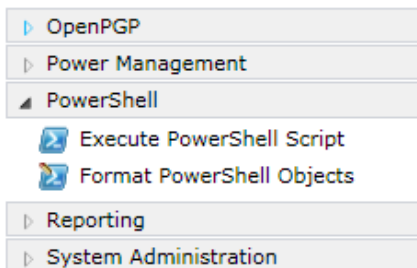 OpenPGP
Power Management
PowerShell
Execute PowerShell Script
Format PowerShell Objects
Reporting
System Administration